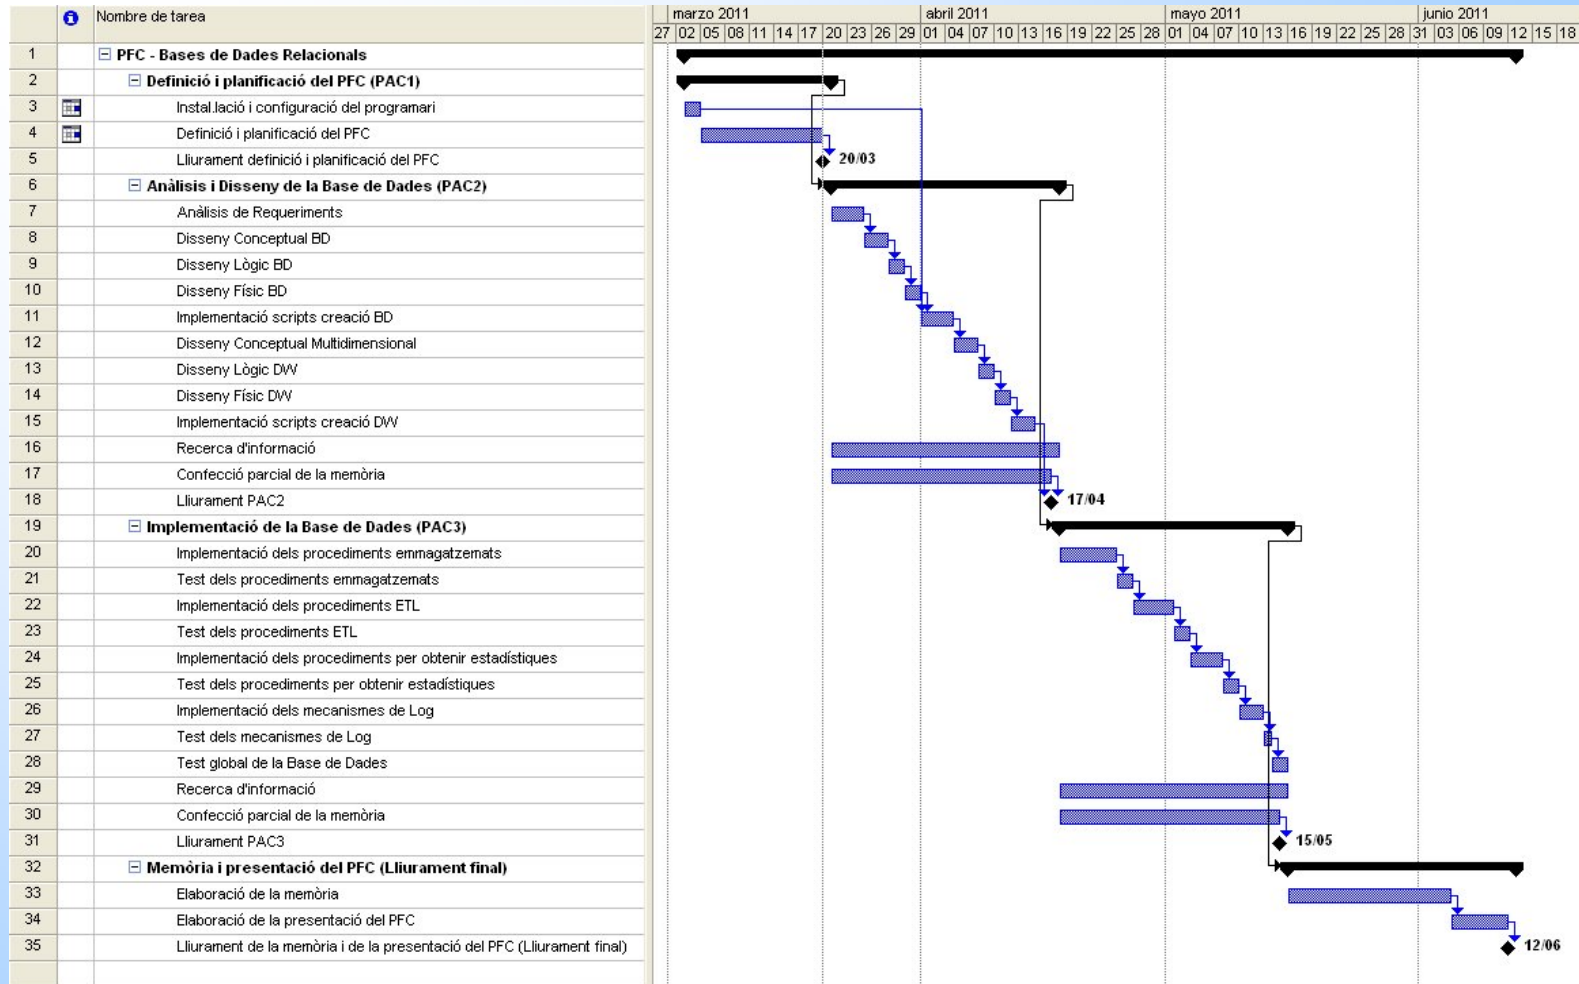 Nombre de tarea
marzo 2011 abril 2011 mayo 2011 junio 2011
27 02 05 08 11 14 17 20 23 26 29 01 04 07 10 13 16 19 22 25 28 01 04 07 10 13 16 19 22 25 28 31 03 06 09 12 15 18
1 PFC - Bases de Dades Relacionals
2 Definició i planificació del PFC (PAC1)
3 Instal.lació i configuració del programari
4 Definició i planificació del PFC
5 Lliurament definició i planificació del PFC 20/03
6 Anàlisis i Disseny de la Base de Dades (PAC2)
7 Anàlisis de Requeriments
8 Disseny Conceptual BD
9 Disseny Lògic BD
10 Disseny Físic BD
11 Implementació scripts creació BD
12 Disseny Conceptual Multidimensional
13 Disseny Lògic DW
14 Disseny Físic DW
15 Implementació scripts creació DW
16 Recerca d'informació
17 Confecció parcial de la memòria
18 Lliurament PAC2 17/04
19 Implementació de la Base de Dades (PAC3)
20 Implementació dels procediments emmagatzemats
21 Test dels procediments emmagatzemats
22 Implementació dels procediments ETL
23 Test dels procediments ETL
24 Implementació dels procediments per obtenir estadístiques
25 Test dels procediments per obtenir estadístiques
26 Implementació dels mecanismes de Log
27 Test dels mecanismes de Log
28 Test global de la Base de Dades
29 Recerca d'informació
30 Confecció parcial de la memòria
31 Lliurament PAC3 15/05
32 Memòria i presentació del PFC (Lliurament final)
33 Elaboració de la memòria
34 Elaboració de la presentació del PFC
35 Lliurament de la memòria i de la presentació del PFC (Lliurament final) 12/06